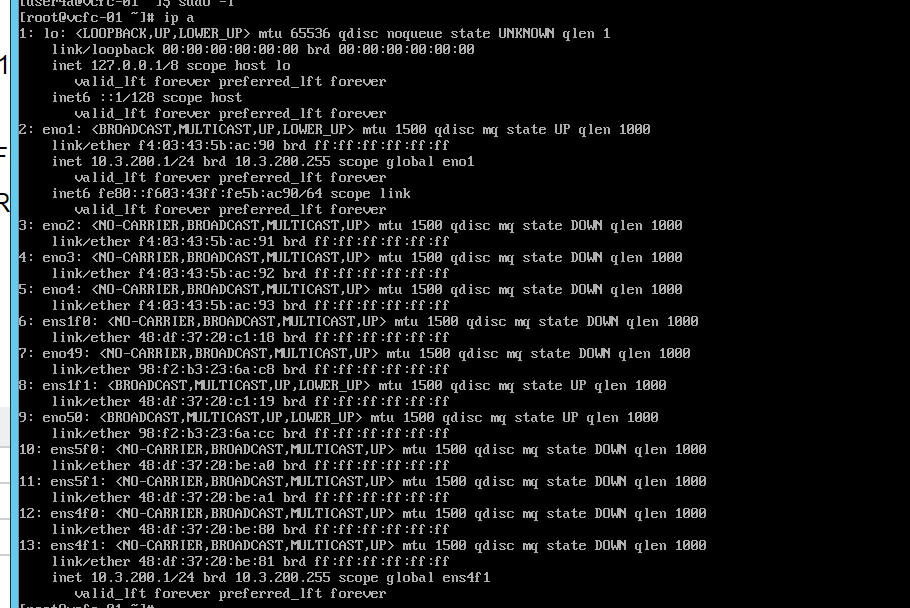 [user4a@vcfc-01 ~]$ sudo -i
[root@vcfc-01 ~]# ip a
1: lo: <LOOPBACK,UP,LOWER_UP> mtu 65536 qdisc noqueue state UNKNOWN qlen 1
link/loopback 00:00:00:00:00:00 brd 00:00:00:00:00:00
inet 127.0.0.1/8 scope host lo
valid_lft forever preferred_lft forever
inet6 ::1/128 scope host
valid_lft forever preferred_lft forever
2: eno1: <BROADCAST,MULTICAST,UP,LOWER_UP> mtu 1500 qdisc mq state UP qlen 1000
link/ether f4:03:43:5b:ac:90 brd ff:ff:ff:ff:ff:ff
inet 10.3.200.1/24 brd 10.3.200.255 scope global eno1
valid_lft forever preferred_lft forever
inet6 fe80::f603:43ff:fe5b:ac90/64 scope link
valid_lft forever preferred_lft forever
3: eno2: <NO-CARRIER,BROADCAST,MULTICAST,UP> mtu 1500 qdisc mq state DOWN qlen 1000
link/ether f4:03:43:5b:ac:91 brd ff:ff:ff:ff:ff:ff
4: eno3: <NO-CARRIER,BROADCAST,MULTICAST,UP> mtu 1500 qdisc mq state DOWN qlen 1000
link/ether f4:03:43:5b:ac:92 brd ff:ff:ff:ff:ff:ff
5: eno4: <NO-CARRIER,BROADCAST,MULTICAST,UP> mtu 1500 qdisc mq state DOWN qlen 1000
link/ether f4:03:43:5b:ac:93 brd ff:ff:ff:ff:ff:ff
6: ens1f0: <NO-CARRIER,BROADCAST,MULTICAST,UP> mtu 1500 qdisc mq state DOWN qlen 1000
link/ether 48:df:37:20:c1:18 brd ff:ff:ff:ff:ff:ff
7: eno49: <NO-CARRIER,BROADCAST,MULTICAST,UP> mtu 1500 qdisc mq state DOWN qlen 1000
link/ether 98:f2:b3:23:6a:c8 brd ff:ff:ff:ff:ff:ff
8: ens1f1: <BROADCAST,MULTICAST,UP,LOWER_UP> mtu 1500 qdisc mq state UP qlen 1000
link/ether 48:df:37:20:c1:19 brd ff:ff:ff:ff:ff:ff
9: eno50: <BROADCAST,MULTICAST,UP,LOWER_UP> mtu 1500 qdisc mq state UP qlen 1000
link/ether 98:f2:b3:23:6a:cc brd ff:ff:ff:ff:ff:ff
10: ens5f0: <NO-CARRIER,BROADCAST,MULTICAST,UP> mtu 1500 qdisc mq state DOWN qlen 1000
link/ether 48:df:37:20:be:a0 brd ff:ff:ff:ff:ff:ff
11: ens5f1: <NO-CARRIER,BROADCAST,MULTICAST,UP> mtu 1500 qdisc mq state DOWN qlen 1000
link/ether 48:df:37:20:be:a1 brd ff:ff:ff:ff:ff:ff
12: ens4f0: <NO-CARRIER,BROADCAST,MULTICAST,UP> mtu 1500 qdisc mq state DOWN qlen 1000
link/ether 48:df:37:20:be:80 brd ff:ff:ff:ff:ff:ff
13: ens4f1: <NO-CARRIER,BROADCAST,MULTICAST,UP> mtu 1500 qdisc mq state DOWN qlen 1000
link/ether 48:df:37:20:be:81 brd ff:ff:ff:ff:ff:ff
inet 10.3.200.1/24 brd 10.3.200.255 scope global ens4f1
valid_lft forever preferred_lft forever
[root@vcfc-01 ~]#